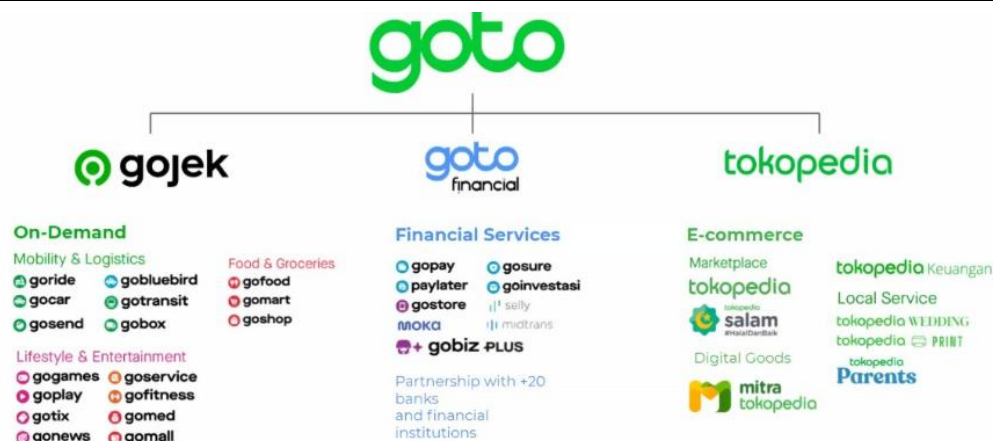 goto
gojek
On-Demand
Mobility & Logistics
goride
gobluebird
gocar
gotransit
gosend
gobox
Food & Groceries
gofood
gomart
goshop
Lifestyle & Entertainment
gogames
goservice
goplay
gofitness
gotix
gomed
gonews
gomall
goto
financial
Financial Services
gopay
gosure
paylater
goinvestasi
gostore
selly
MOKA
midtrans
gobiz PLUS
Partnership with +20
banks
and financial
institutions
tokopedia
E-commerce
Marketplace
tokopedia
tokopedia
salam
#HalalDanBaik
Digital Goods
mitra
tokopedia
tokopedia Keuangan
Local Service
tokopedia WEDDING
tokopedia PRINT
tokopedia
Parents